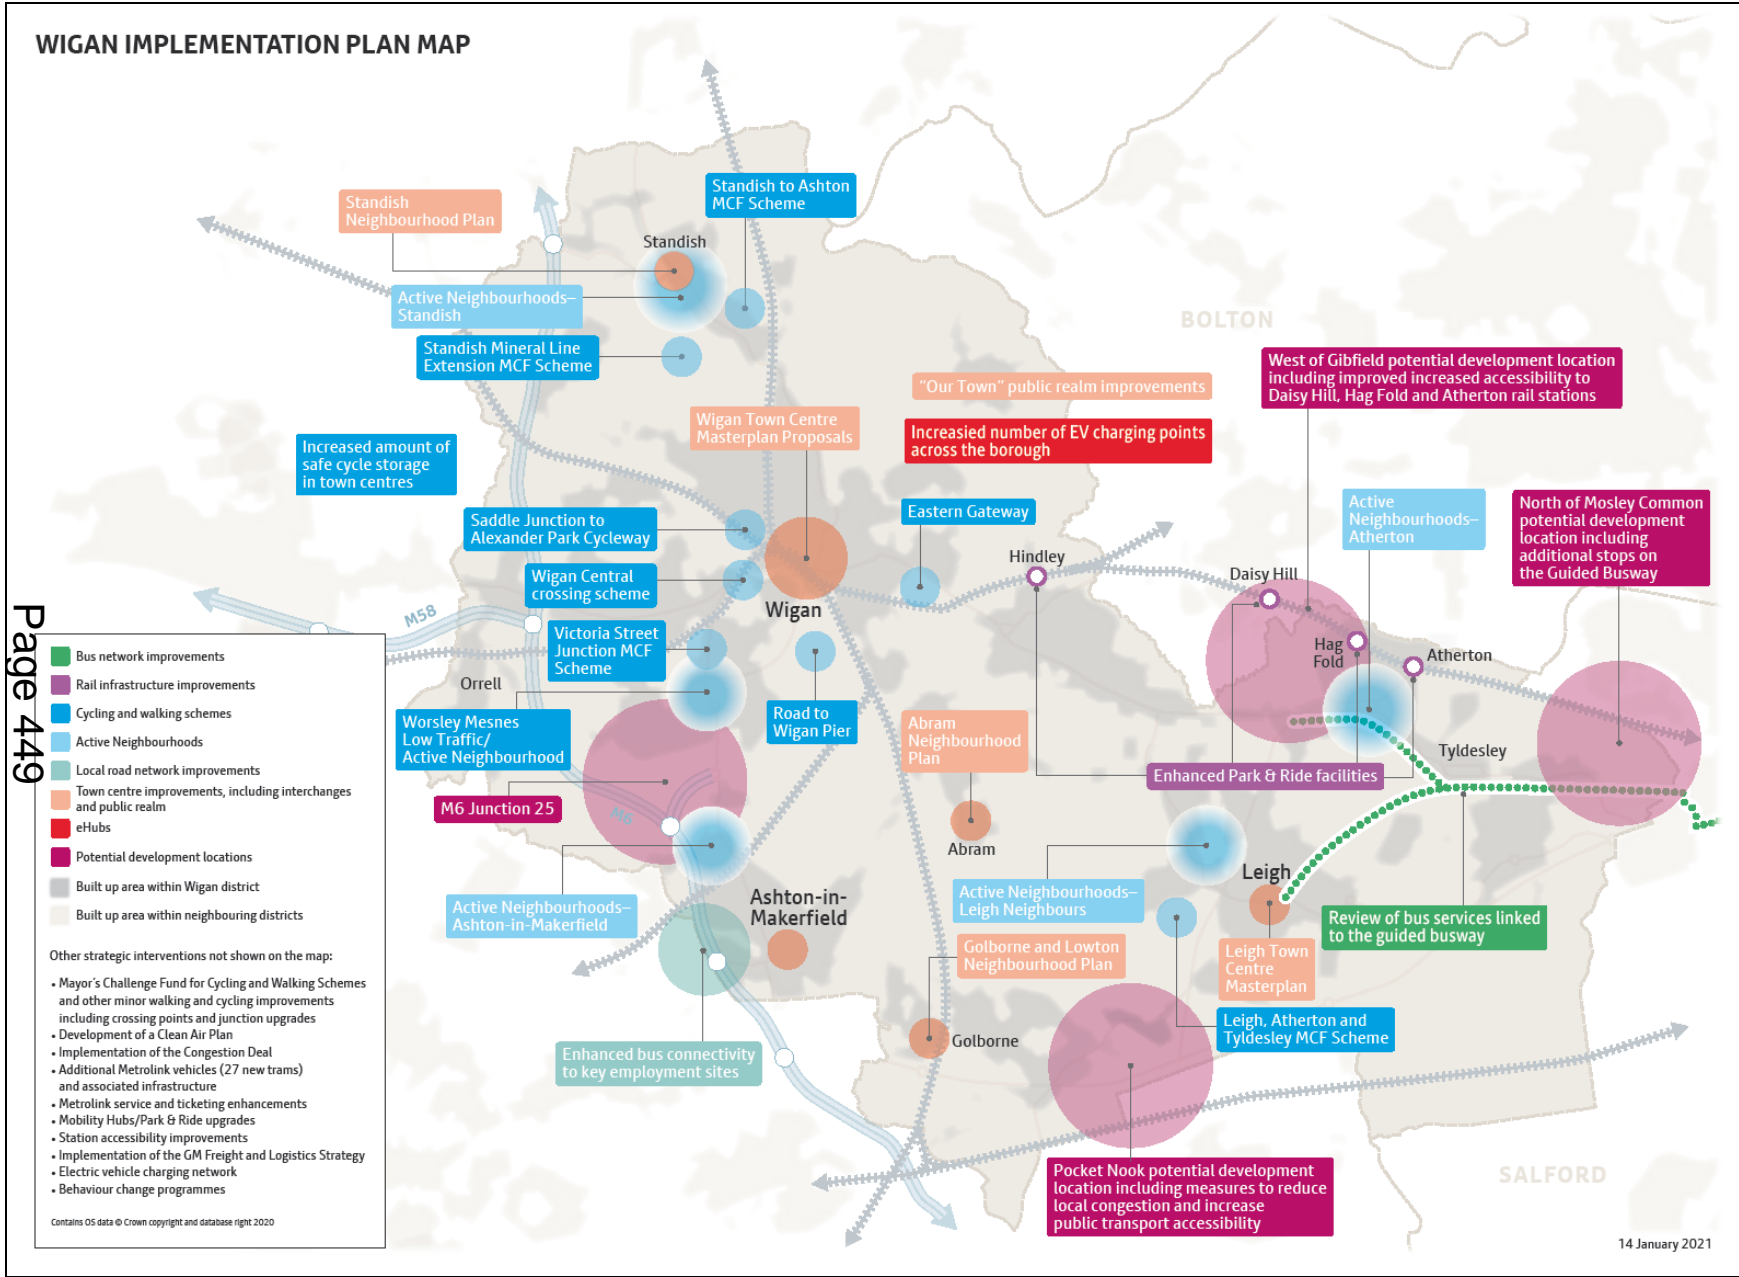 WIGAN IMPLEMENTATION PLAN MAP
Standish to Ashton
MCF Scheme
Standish
Neighbourhood Plan
Standish
Active Neighbourhoods–
Standish
BOLTON
Standish Mineral Line
Extension MCF Scheme
West of Gibfield potential development location
including improved increased accessibility to
Daisy Hill, Hag Fold and Atherton rail stations
"Our Town" public realm improvements
Wigan Town Centre
Masterplan Proposals
Increasied number of EV charging points
across the borough
Increased amount of
safe cycle storage
in town centres
Active
Neighbourhoods–
Atherton
North of Mosley Common
potential development
location including
additional stops on
the Guided Busway
Saddle Junction to
Alexander Park Cycleway
Eastern Gateway
Hindley
Daisy Hill
Wigan Central
crossing scheme
Wigan
M58
Victoria Street
Junction MCF
Scheme
Hag
Fold
Atherton
Orrell
Worsley Mesnes
Low Traffic/
Active Neighbourhood
Road to
Wigan Pier
Abram
Neighbourhood
Plan
Tyldesley
Enhanced Park & Ride facilities
M6 Junction 25
M6
Abram
Leigh
Active Neighbourhoods–
Ashton-in-Makerfield
Ashton-in-
Makerfield
Active Neighbourhoods–
Leigh Neighbours
Review of bus services linked
to the guided busway
Golborne and Lowton
Neighbourhood Plan
Leigh Town
Centre
Masterplan
Leigh, Atherton and
Tyldesley MCF Scheme
Golborne
Enhanced bus connectivity
to key employment sites
Pocket Nook potential development
location including measures to reduce
local congestion and increase
public transport accessibility
SALFORD
Page 449
Bus network improvements
Rail infrastructure improvements
Cycling and walking schemes
Active Neighbourhoods
Local road network improvements
Town centre improvements, including interchanges
and public realm
eHubs
Potential development locations
Built up area within Wigan district
Built up area within neighbouring districts
Other strategic interventions not shown on the map:
• Mayor's Challenge Fund for Cycling and Walking Schemes
and other minor walking and cycling improvements
including crossing points and junction upgrades
• Development of a Clean Air Plan
• Implementation of the Congestion Deal
• Additional Metrolink vehicles (27 new trams)
and associated infrastructure
• Metrolink service and ticketing enhancements
• Mobility Hubs/Park & Ride upgrades
• Station accessibility improvements
• Implementation of the GM Freight and Logistics Strategy
• Electric vehicle charging network
• Behaviour change programmes
Contains OS data © Crown copyright and database right 2020
14 January 2021